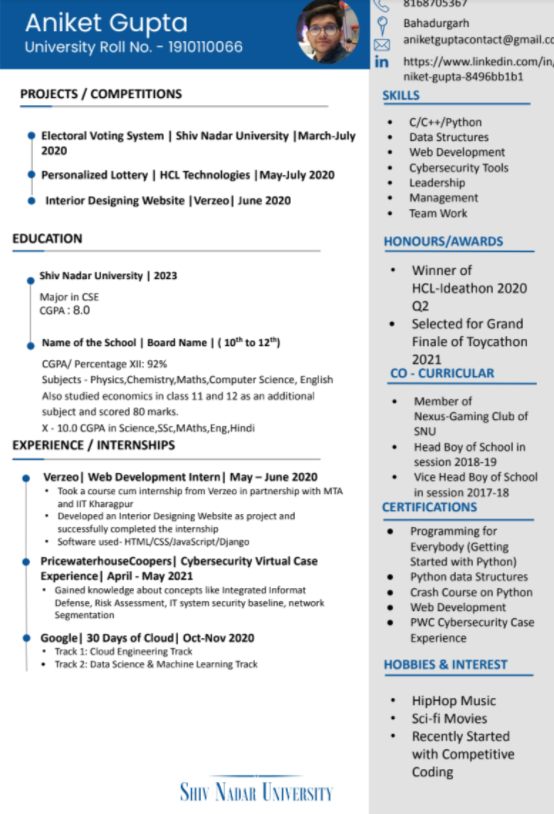 Aniket Gupta
University Roll No. - 1910110066
PROJECTS / COMPETITIONS
Electoral Voting System | Shiv Nadar University |March-July
2020
Personalized Lottery | HCL Technologies |May-July 2020
Interior Designing Website |Verzeo| June 2020
EDUCATION
Shiv Nadar University | 2023
Major in CSE
CGPA : 8.0
Name of the School | Board Name | ( 10th to 12th)
CGPA/ Percentage XII: 92%
Subjects - Physics,Chemistry,Maths,Computer Science, English
Also studied economics in class 11 and 12 as an additional
subject and scored 80 marks.
X - 10.0 CGPA in Science,SSc,MAths,Eng,Hindi
EXPERIENCE / INTERNSHIPS
Verzeo| Web Development Intern| May – June 2020
• Took a course cum internship from Verzeo in partnership with MTA
and IIT Kharagpur
• Developed an Interior Designing Website as project and
successfully completed the internship
• Software used- HTML/CSS/JavaScript/Django
PricewaterhouseCoopers| Cybersecurity Virtual Case
Experience| April - May 2021
• Gained knowledge about concepts like Integrated Informat
Defense, Risk Assessment, IT system security baseline, network
Segmentation
Google| 30 Days of Cloud| Oct-Nov 2020
• Track 1: Cloud Engineering Track
• Track 2: Data Science & Machine Learning Track
SHIV NADAR UNIVERSITY
8168705367
Bahadurgarh
aniketguptacontact@gmail.co
in https://www.linkedin.com/in/
niket-gupta-8496bb1b1
SKILLS
• C/C++/Python
• Data Structures
• Web Development
• Cybersecurity Tools
• Leadership
• Management
• Team Work
HONOURS/AWARDS
• Winner of
HCL-Ideathon 2020
Q2
• Selected for Grand
Finale of Toycathon
2021
CO - CURRICULAR
• Member of
Nexus-Gaming Club of
SNU
• Head Boy of School in
session 2018-19
• Vice Head Boy of School
in session 2017-18
CERTIFICATIONS
• Programming for
Everybody (Getting
Started with Python)
• Python data Structures
• Crash Course on Python
• Web Development
• PWC Cybersecurity Case
Experience
HOBBIES & INTEREST
• HipHop Music
• Sci-fi Movies
• Recently Started
with Competitive
Coding